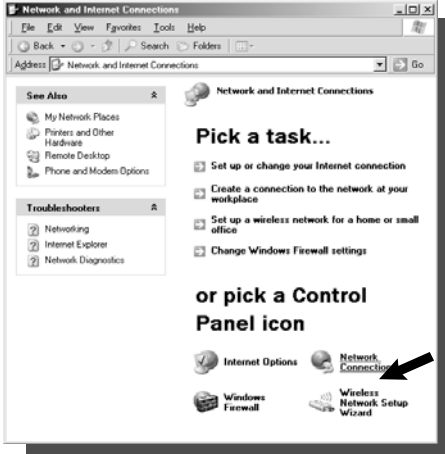 Network and Internet Connections
File Edit View Favorites Tools Help
Back Search Folders
Address Network and Internet Connections Go
See Also
My Network Places
Printers and Other
Hardware
Remote Desktop
Phone and Modem Options
Troubleshooters
Networking
Internet Explorer
Network Diagnostics
Network and Internet Connections
Pick a task...
Set up or change your Internet connection
Create a connection to the network at your
workplace
Set up a wireless network for a home or small
office
Change Windows Firewall settings
or pick a Control
Panel icon
Internet Options
Network
Connections
Windows
Firewall
Wireless
Network Setup
Wizard